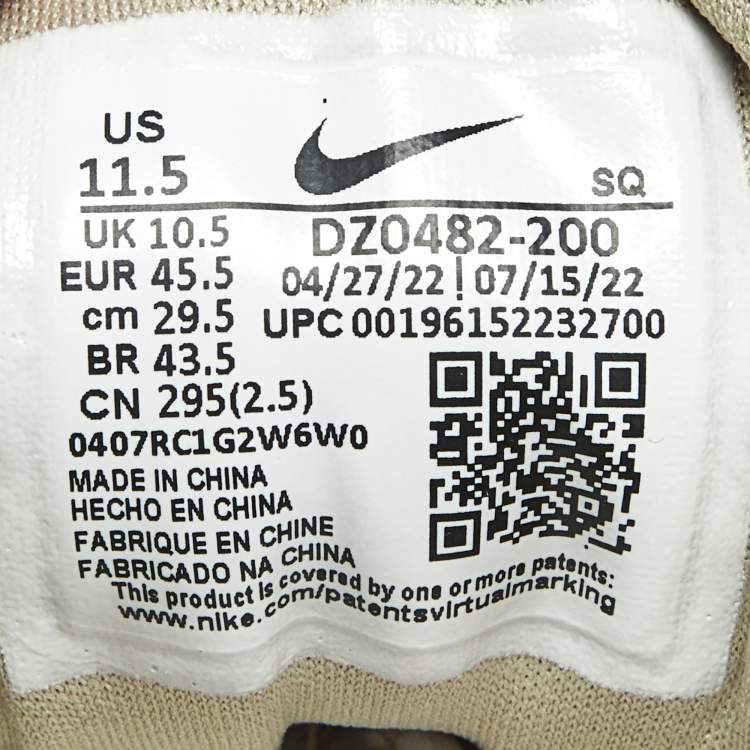 US
11.5
SQ
UK 10.5
DZ0482-200
EUR 45.5
04/27/22 | 07/15/22
cm 29.5
UPC 00196152232700
BR 43.5
CN 295(2.5)
0407RC1G2W6W0
MADE IN CHINA
HECHO EN CHINA
FABRIQUE EN CHINE
FABRICADO NA CHINA
This product is covered by one or more patents:
www.nike.com/patentsvirtualmarking